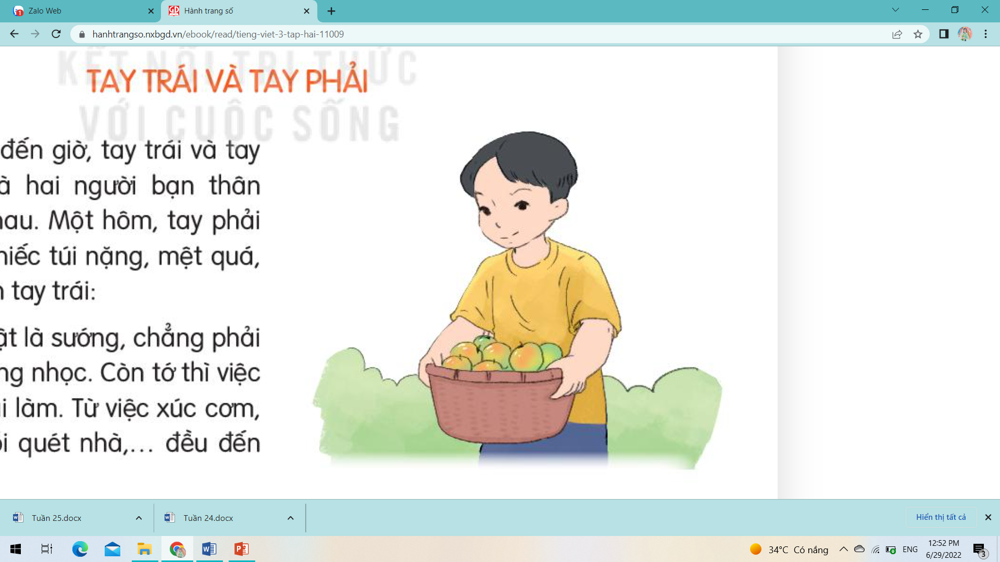 Zalo Web
Hành trang số
hanhtrangso.nxbgd.vn/ebook/read/tieng-viet-3-tap-hai-11009
KẾT NỐI TRI THỨC
TAY TRÁI VÀ TAY PHẢI
VỚI CUỘC SỐNG
đến giờ, tay trái và tay
hai người bạn thân
Một hôm, tay phải
túi nặng, mệt quá,
tay trái:
là sướng, chẳng phải
nhọc. Còn tớ thì việc
làm. Từ việc xúc cơm,
quét nhà,... đều đến
Tuần 25.docx
Tuần 24.docx
Hiển thị tất cả
34°C Có nắng
ENG
12:52 PM
6/29/2022
3